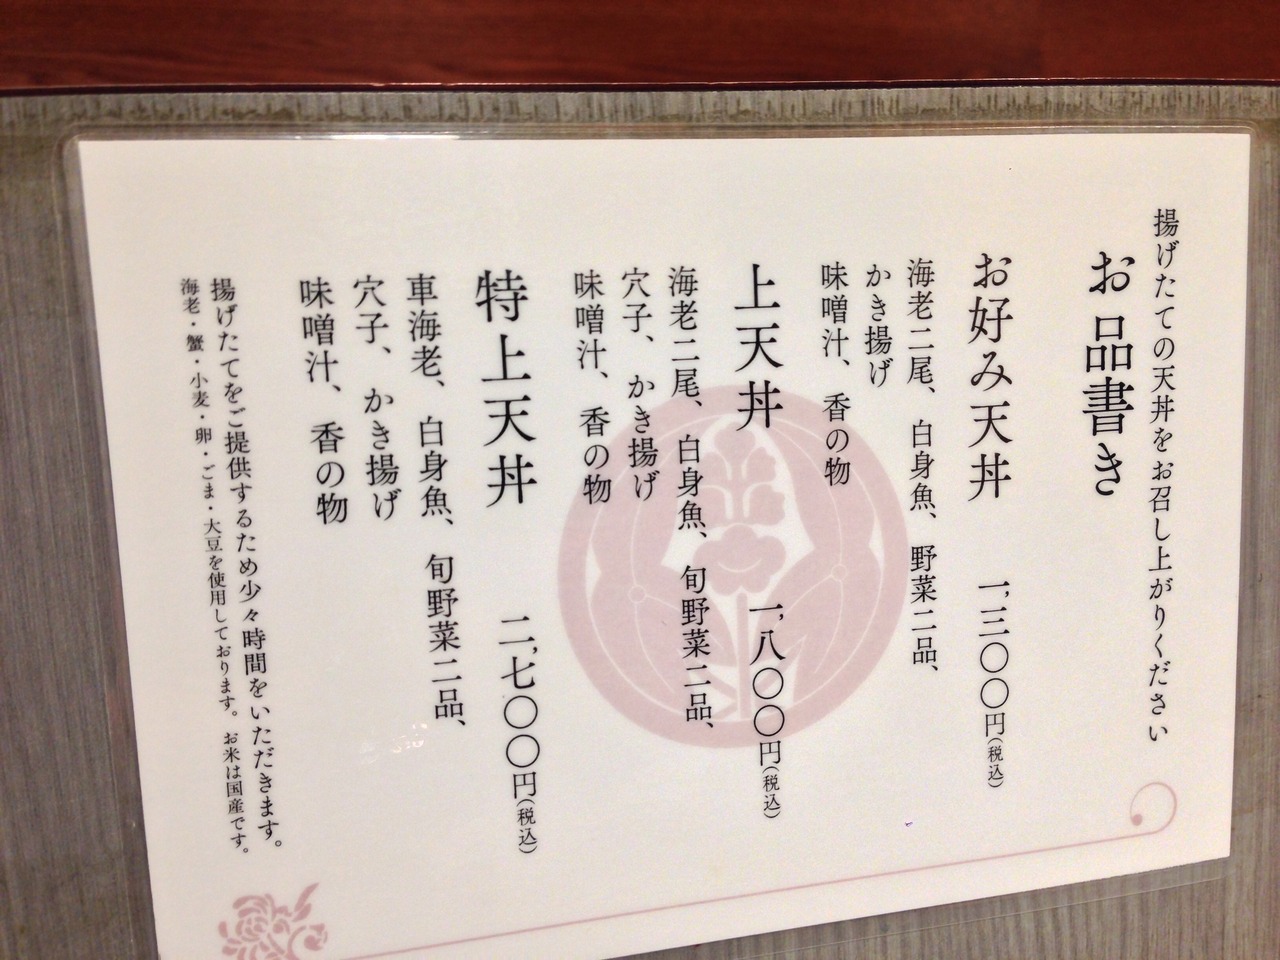 揚げたての天丼をお召し上がりください
お品書き
お好み天丼 一,三〇〇円(税込)
海老二尾、白身魚、野菜二品、
かき揚げ
味噌汁、香の物
上天丼 一,八〇〇円(税込)
海老二尾、白身魚、旬野菜二品、
穴子、かき揚げ
味噌汁、香の物
特上天丼 二,七〇〇円(税込)
車海老、白身魚、旬野菜二品、
穴子、かき揚げ
味噌汁、香の物
揚げたてをご提供するため少々時間をいただきます。
海老・蟹・小麦・卵・ごま・大豆を使用しております。お米は国産です。